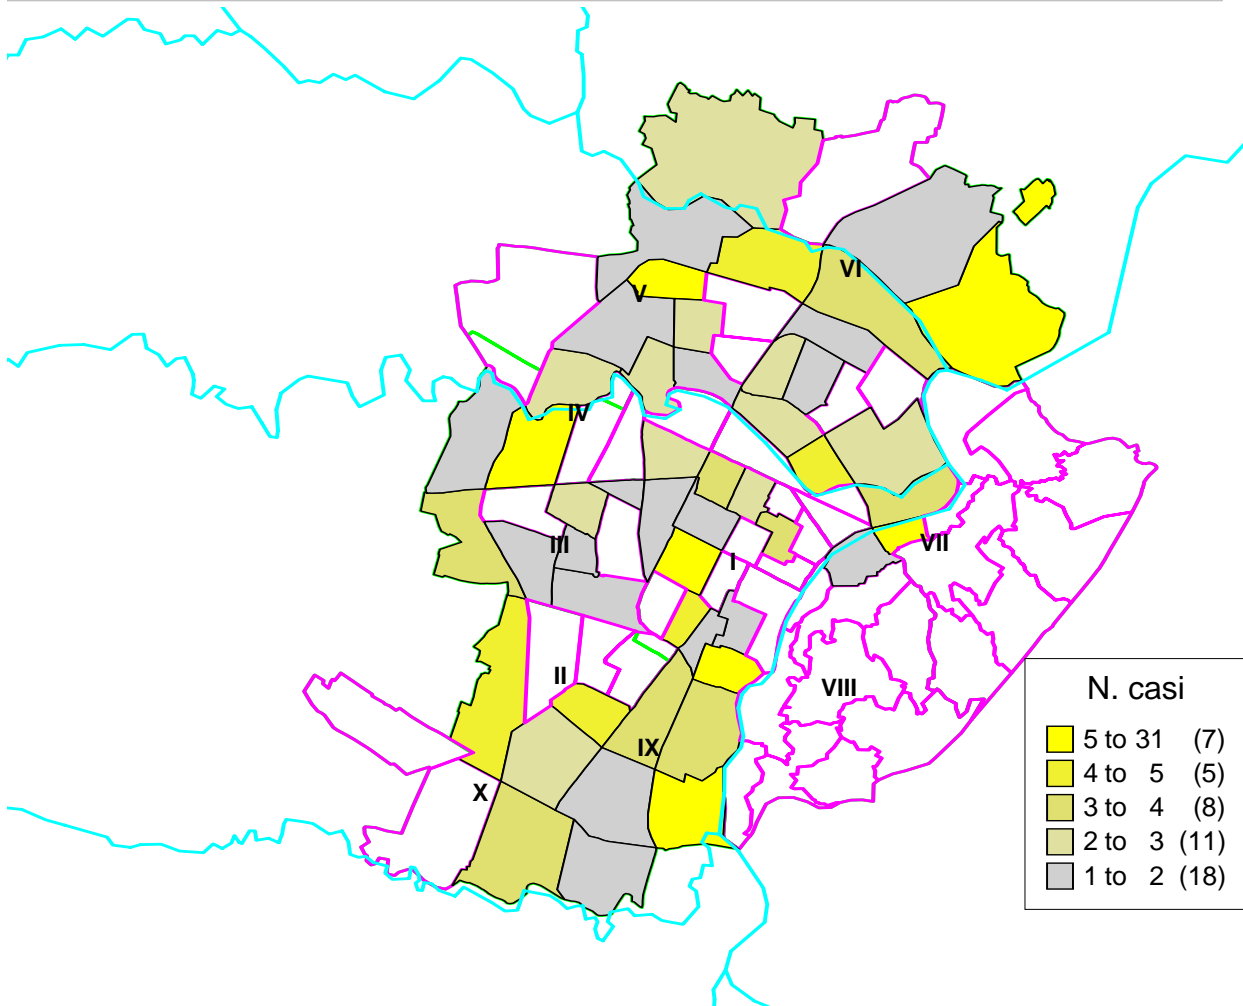 VI
V
IV
III
I
VII
II
VIII
IX
X
N. casi
5 to 31 (7)
4 to 5 (5)
3 to 4 (8)
2 to 3 (11)
1 to 2 (18)